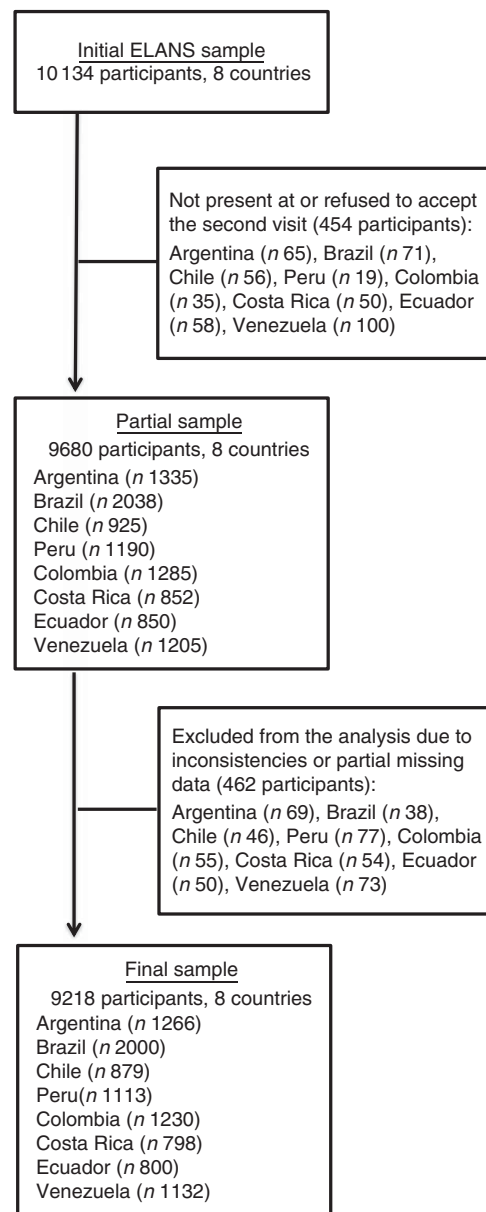 Initial ELANS sample
10 134 participants, 8 countries
Not present at or refused to accept
the second visit (454 participants):
Argentina (n 65), Brazil (n 71),
Chile (n 56), Peru (n 19), Colombia
(n 35), Costa Rica (n 50), Ecuador
(n 58), Venezuela (n 100)
Partial sample
9680 participants, 8 countries
Argentina (n 1335)
Brazil (n 2038)
Chile (n 925)
Peru (n 1190)
Colombia (n 1285)
Costa Rica (n 852)
Ecuador (n 850)
Venezuela (n 1205)
Excluded from the analysis due to
inconsistencies or partial missing
data (462 participants):
Argentina (n 69), Brazil (n 38),
Chile (n 46), Peru (n 77), Colombia
(n 55), Costa Rica (n 54), Ecuador
(n 50), Venezuela (n 73)
Final sample
9218 participants, 8 countries
Argentina (n 1266)
Brazil (n 2000)
Chile (n 879)
Peru(n 1113)
Colombia (n 1230)
Costa Rica (n 798)
Ecuador (n 800)
Venezuela (n 1132)